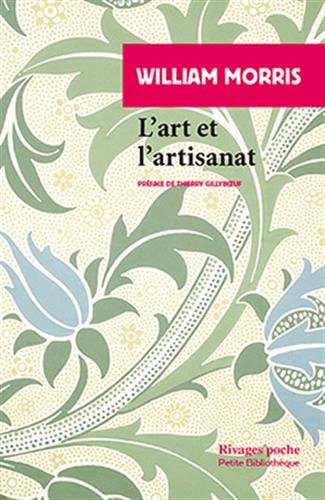 WILLIAM MORRIS
L’art et
l’artisanat
PRÉFACE DE THIERRY GILLYBŒUF
Rivages poche
Petite Bibliothèque